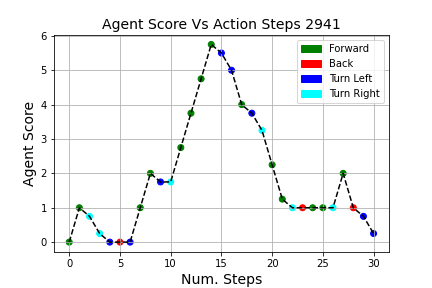 Agent Score Vs Action Steps 2941
6
5
4
3
2
1
0
Agent Score
Forward
Back
Turn Left
Turn Right
0 5 10 15 20 25 30
Num. Steps